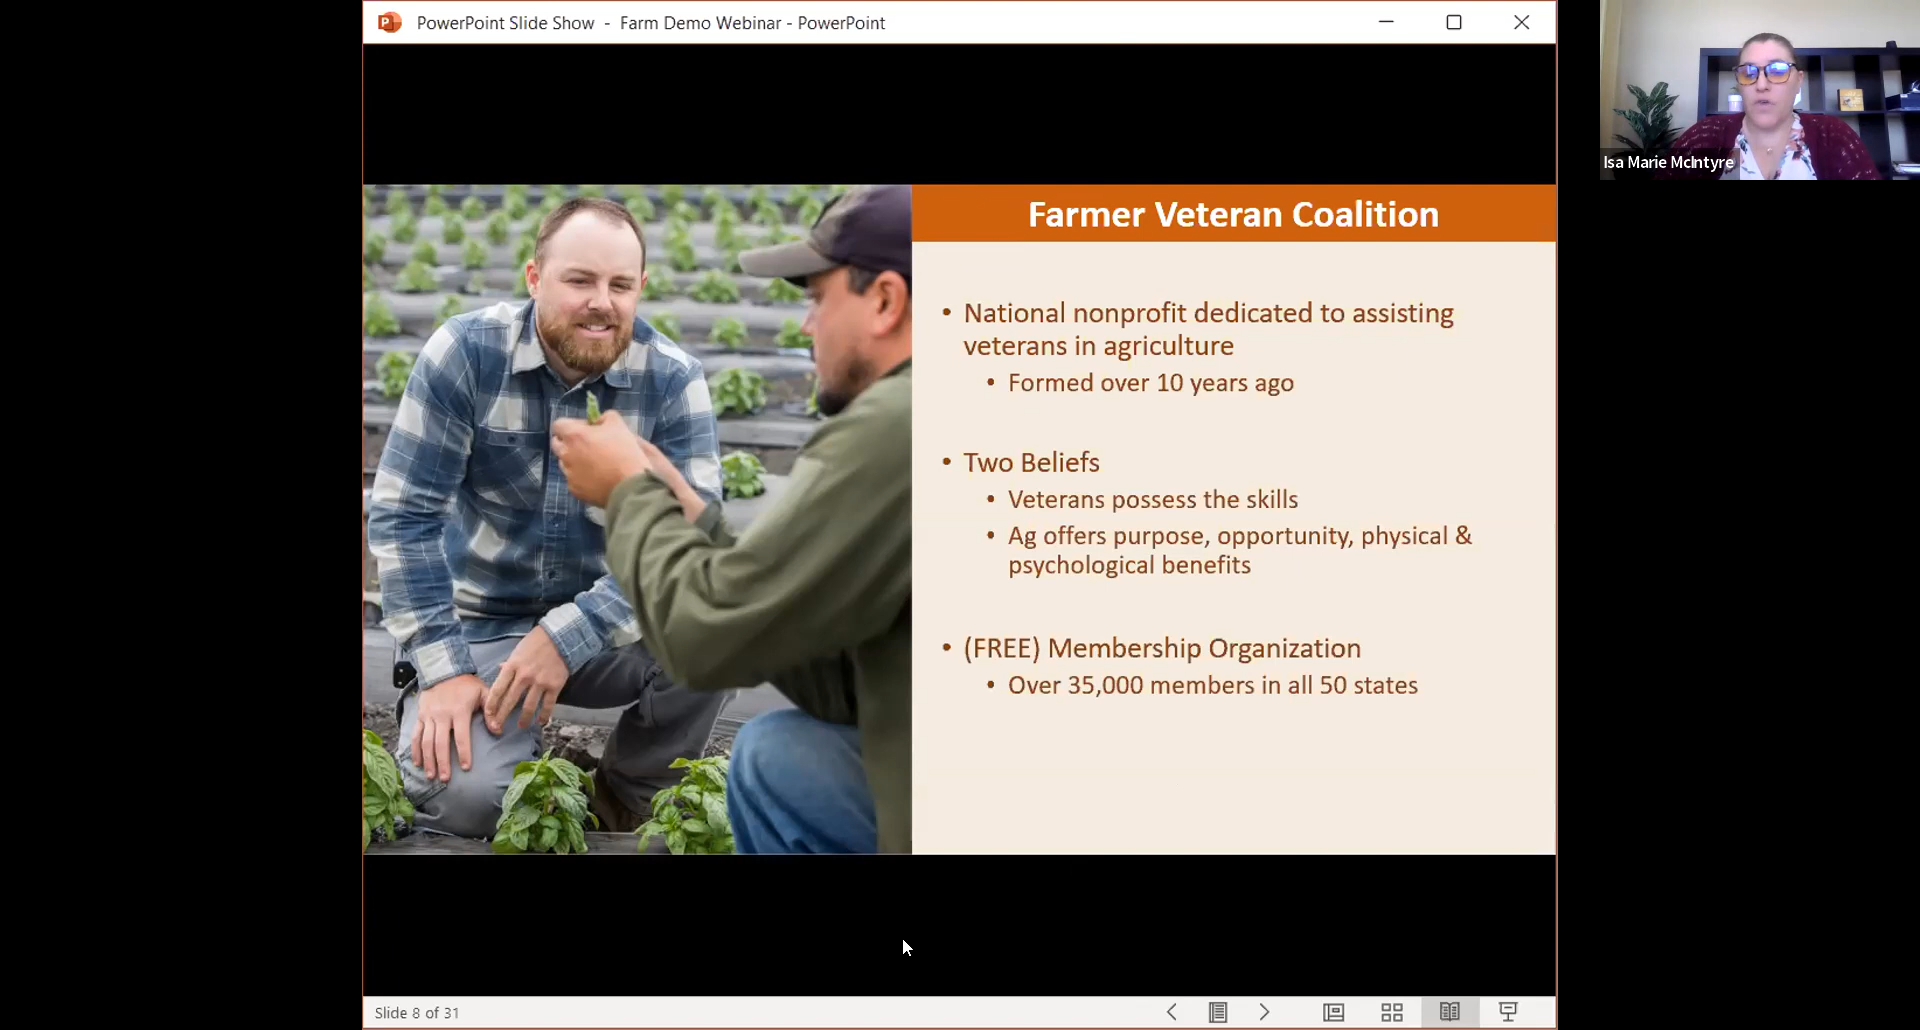 PowerPoint Slide Show - Farm Demo Webinar - PowerPoint
Isa Marie McIntyre
Farmer Veteran Coalition
• National nonprofit dedicated to assisting
veterans in agriculture
• Formed over 10 years ago
• Two Beliefs
• Veterans possess the skills
• Ag offers purpose, opportunity, physical &
psychological benefits
• (FREE) Membership Organization
• Over 35,000 members in all 50 states
Slide 8 of 31